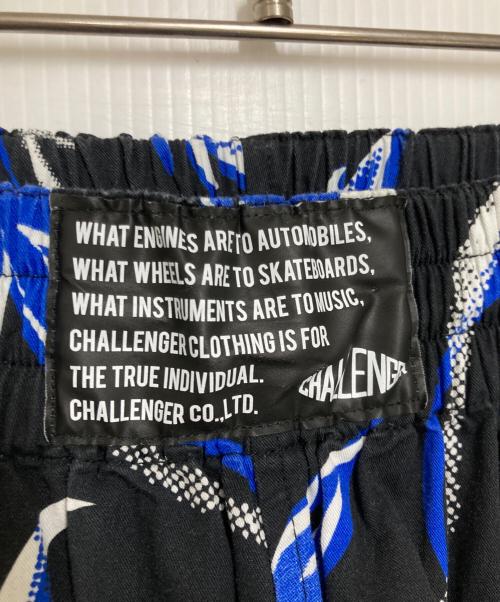 WHAT ENGINES ARE TO AUTOMOBILES,
WHAT WHEELS ARE TO SKATEBOARDS,
WHAT INSTRUMENTS ARE TO MUSIC,
CHALLENGER CLOTHING IS FOR
THE TRUE INDIVIDUAL.
CHALLENGER CO.,LTD.
CHALLENGER